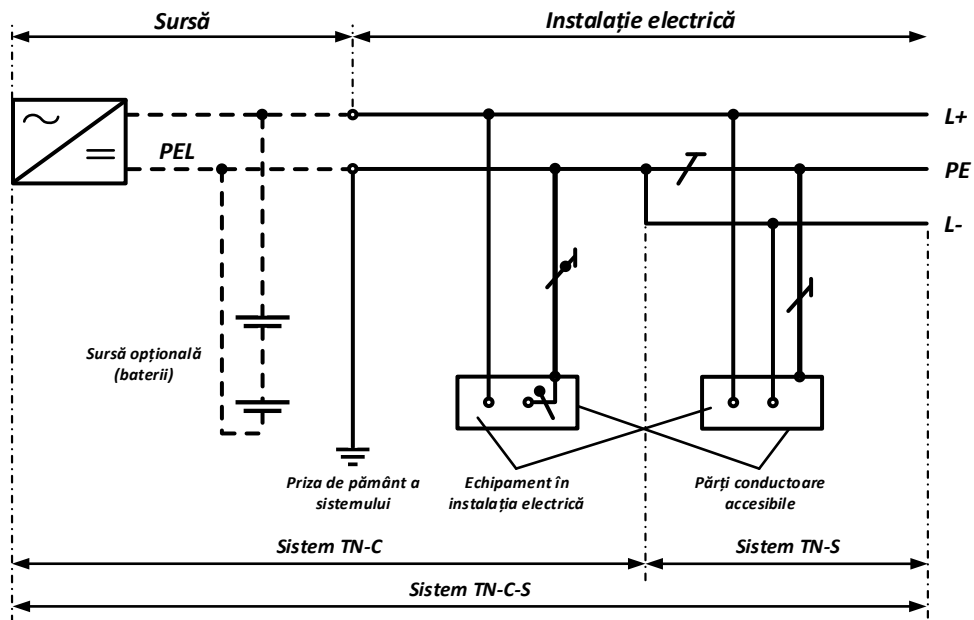 Sursă
Instalație electrică
L+
PEL
PE
L-
Sursă opțională
(baterii)
Priza de pământ a
sistemului
Echipament în
instalația electrică
Părți conductoare
accesibile
Sistem TN-C
Sistem TN-S
Sistem TN-C-S